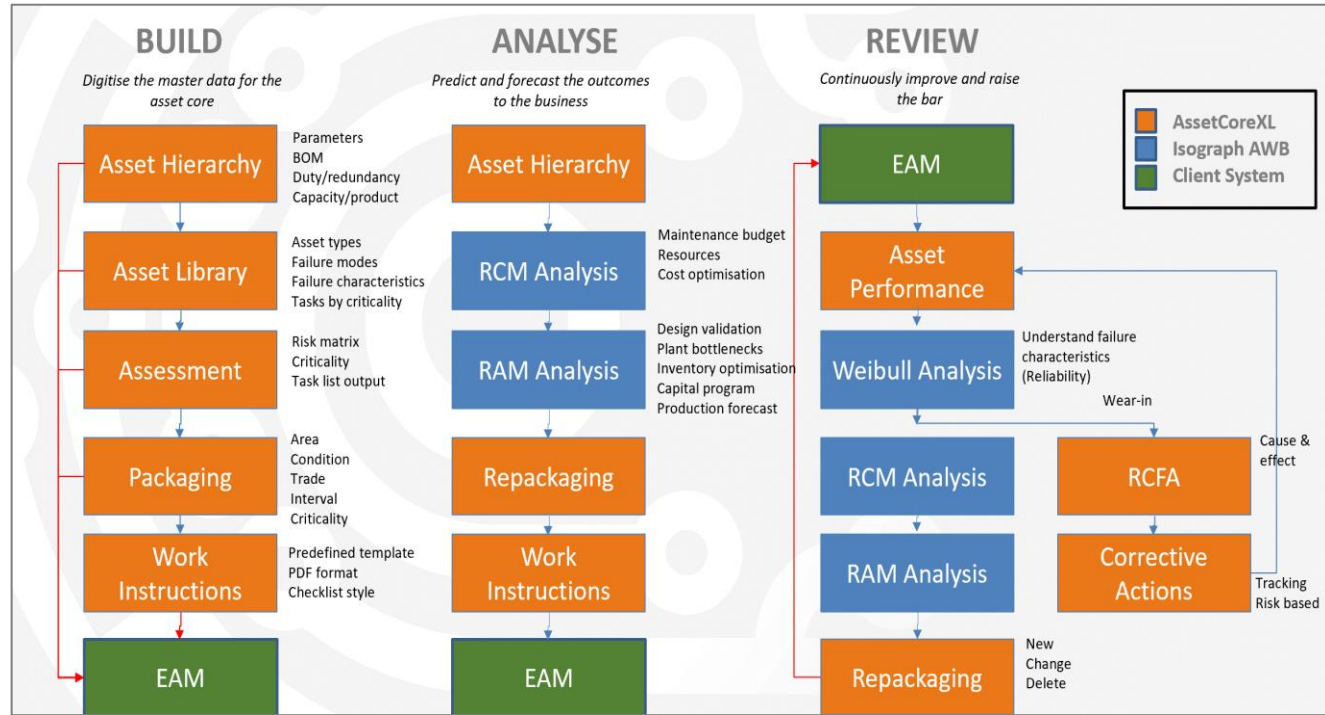 BUILD
Digitise the master data for the
asset core
Asset Hierarchy
Parameters
BOM
Duty/redundancy
Capacity/product
Asset Library
Asset types
Failure modes
Failure characteristics
Tasks by criticality
Assessment
Risk matrix
Criticality
Task list output
Packaging
Area
Condition
Trade
Interval
Criticality
Work
Instructions
Predefined template
PDF format
Checklist style
EAM
ANALYSE
Predict and forecast the outcomes
to the business
Asset Hierarchy
RCM Analysis
Maintenance budget
Resources
Cost optimisation
RAM Analysis
Design validation
Plant bottlenecks
Inventory optimisation
Capital program
Production forecast
Repackaging
Work
Instructions
EAM
REVIEW
Continuously improve and raise
the bar
EAM
Asset
Performance
Weibull Analysis
Understand failure
characteristics
(Reliability)
Wear-in
RCM Analysis
RAM Analysis
Repackaging
New
Change
Delete
RCFA
Cause &
effect
Corrective
Actions
Tracking
Risk based
AssetCoreXL
Isograph AWB
Client System